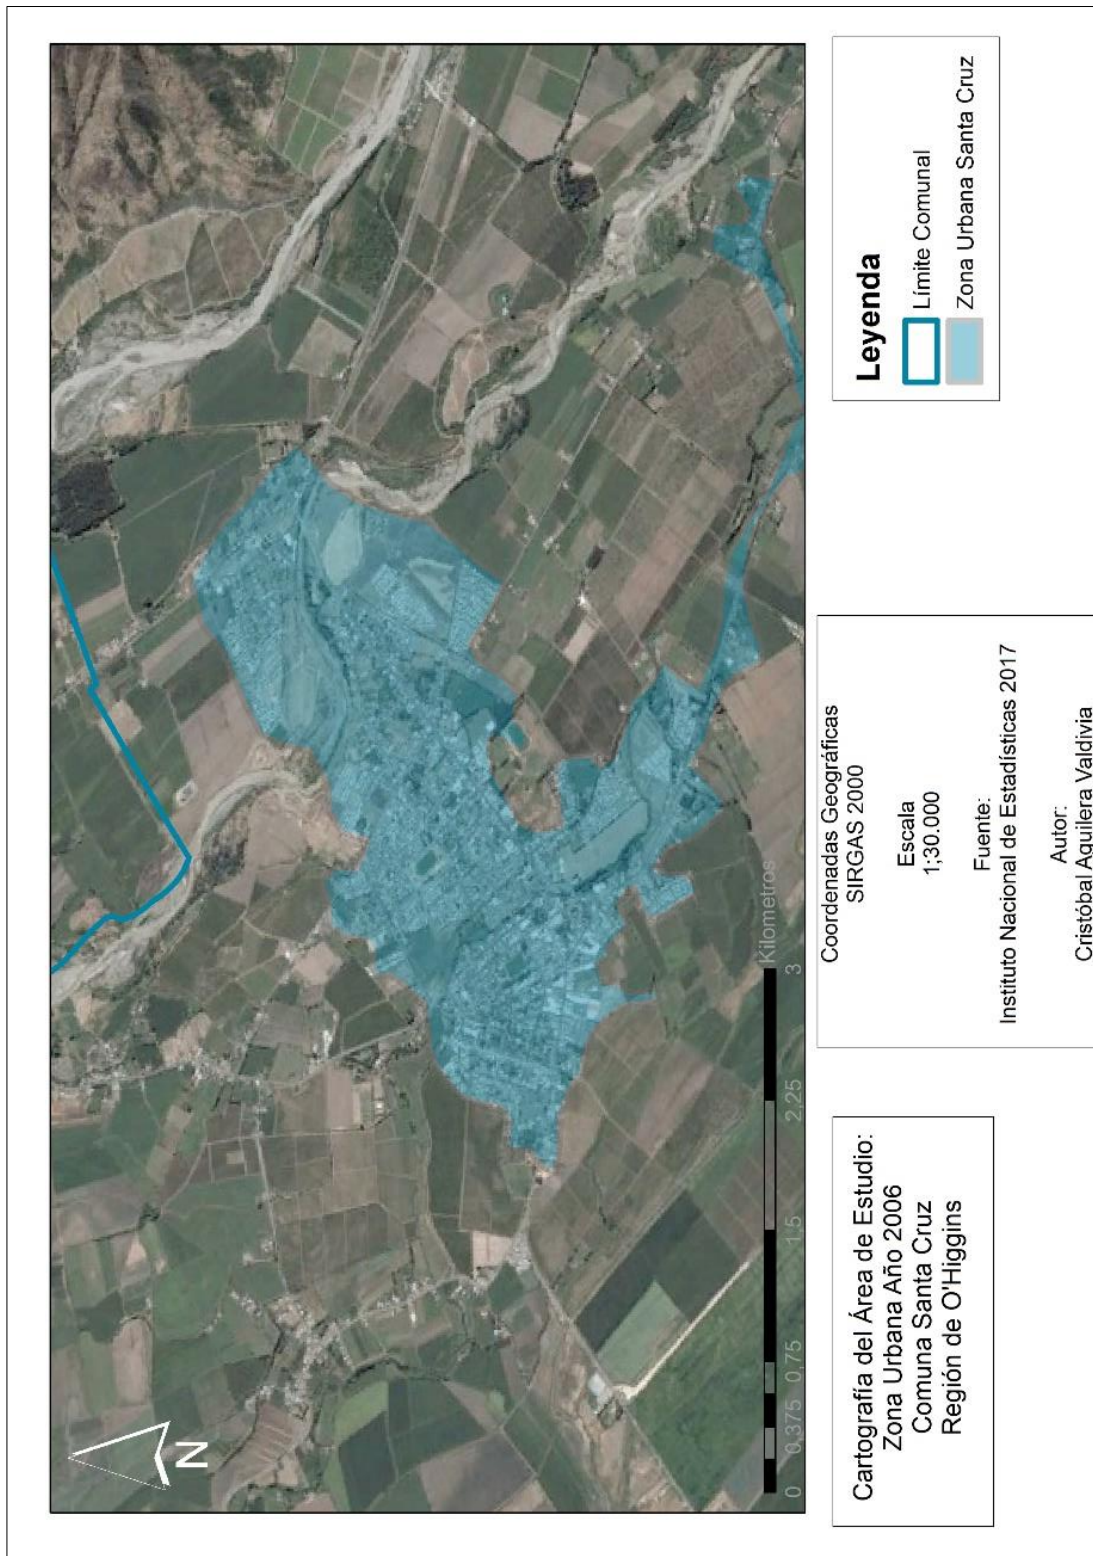 N
0 0,375 0,75 1,5 2,25 3
Kilometros
Cartografía del Área de Estudio:
Zona Urbana Año 2006
Comuna Santa Cruz
Región de O'Higgins
Coordenadas Geográficas
SIRGAS 2000
Escala
1;30.000
Fuente:
Instituto Nacional de Estadísticas 2017
Autor:
Cristóbal Aguilera Valdivia
Leyenda
Límite Comunal
Zona Urbana Santa Cruz